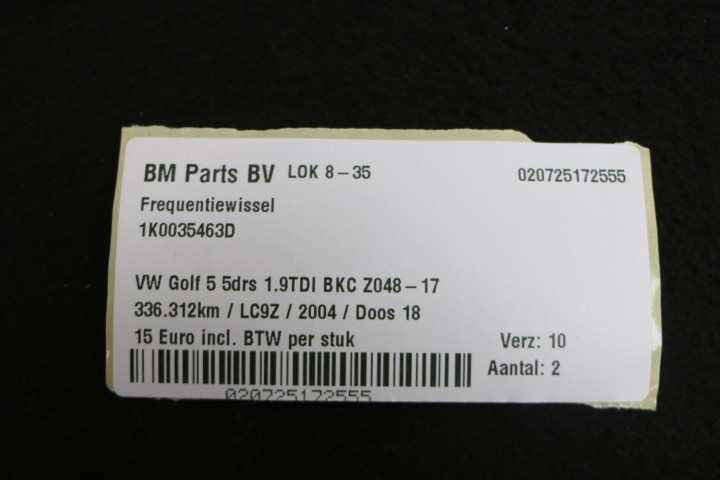 BM Parts BV LOK 8-35 020725172555
Frequentiewissel
1K0035463D
VW Golf 5 5drs 1.9TDI BKC Z048-17
336.312km / LC9Z / 2004 / Doos 18
15 Euro incl. BTW per stuk Verz: 10
Aantal: 2
020725172555